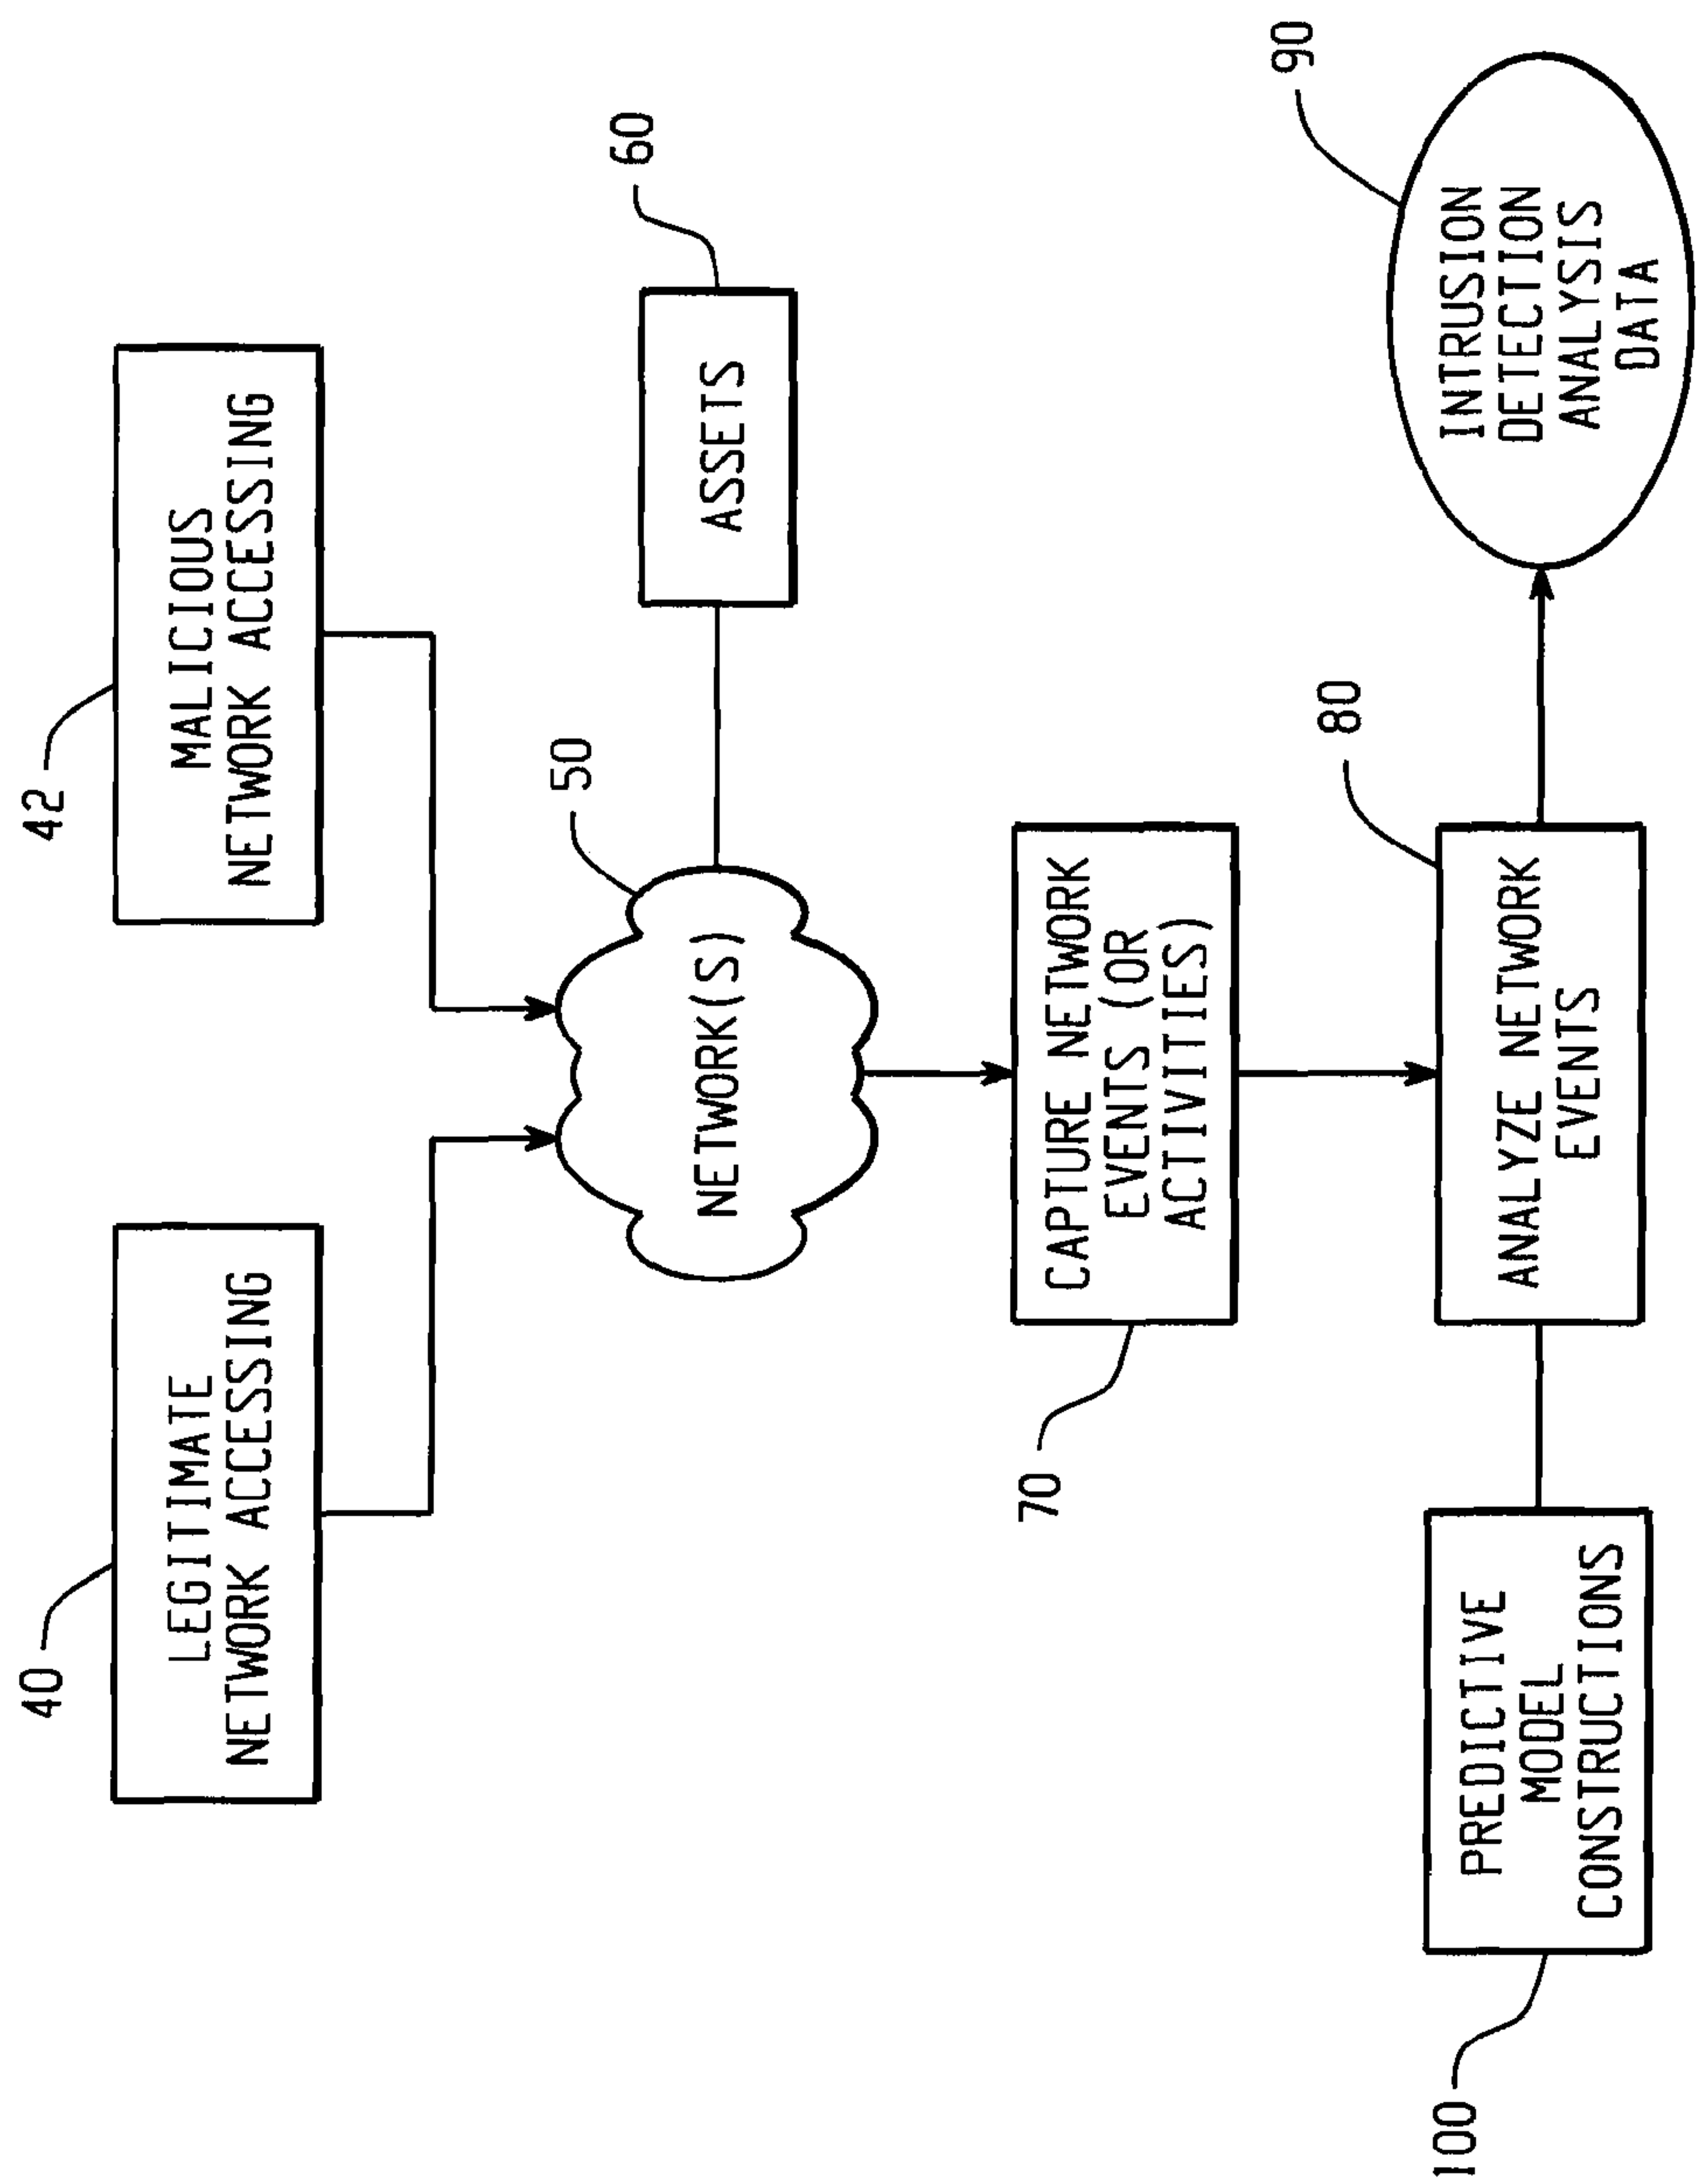 40
LEGITIMATE
NETWORK ACCESSING
42
MALICIOUS
NETWORK ACCESSING
50
NETWORK(S)
60
ASSETS
70
CAPTURE NETWORK
EVENTS (OR
ACTIVITIES)
100
PREDICTIVE
MODEL
CONSTRUCTIONS
80
ANALYZE NETWORK
EVENTS
90
INTRUSION
DETECTION
ANALYSIS
DATA